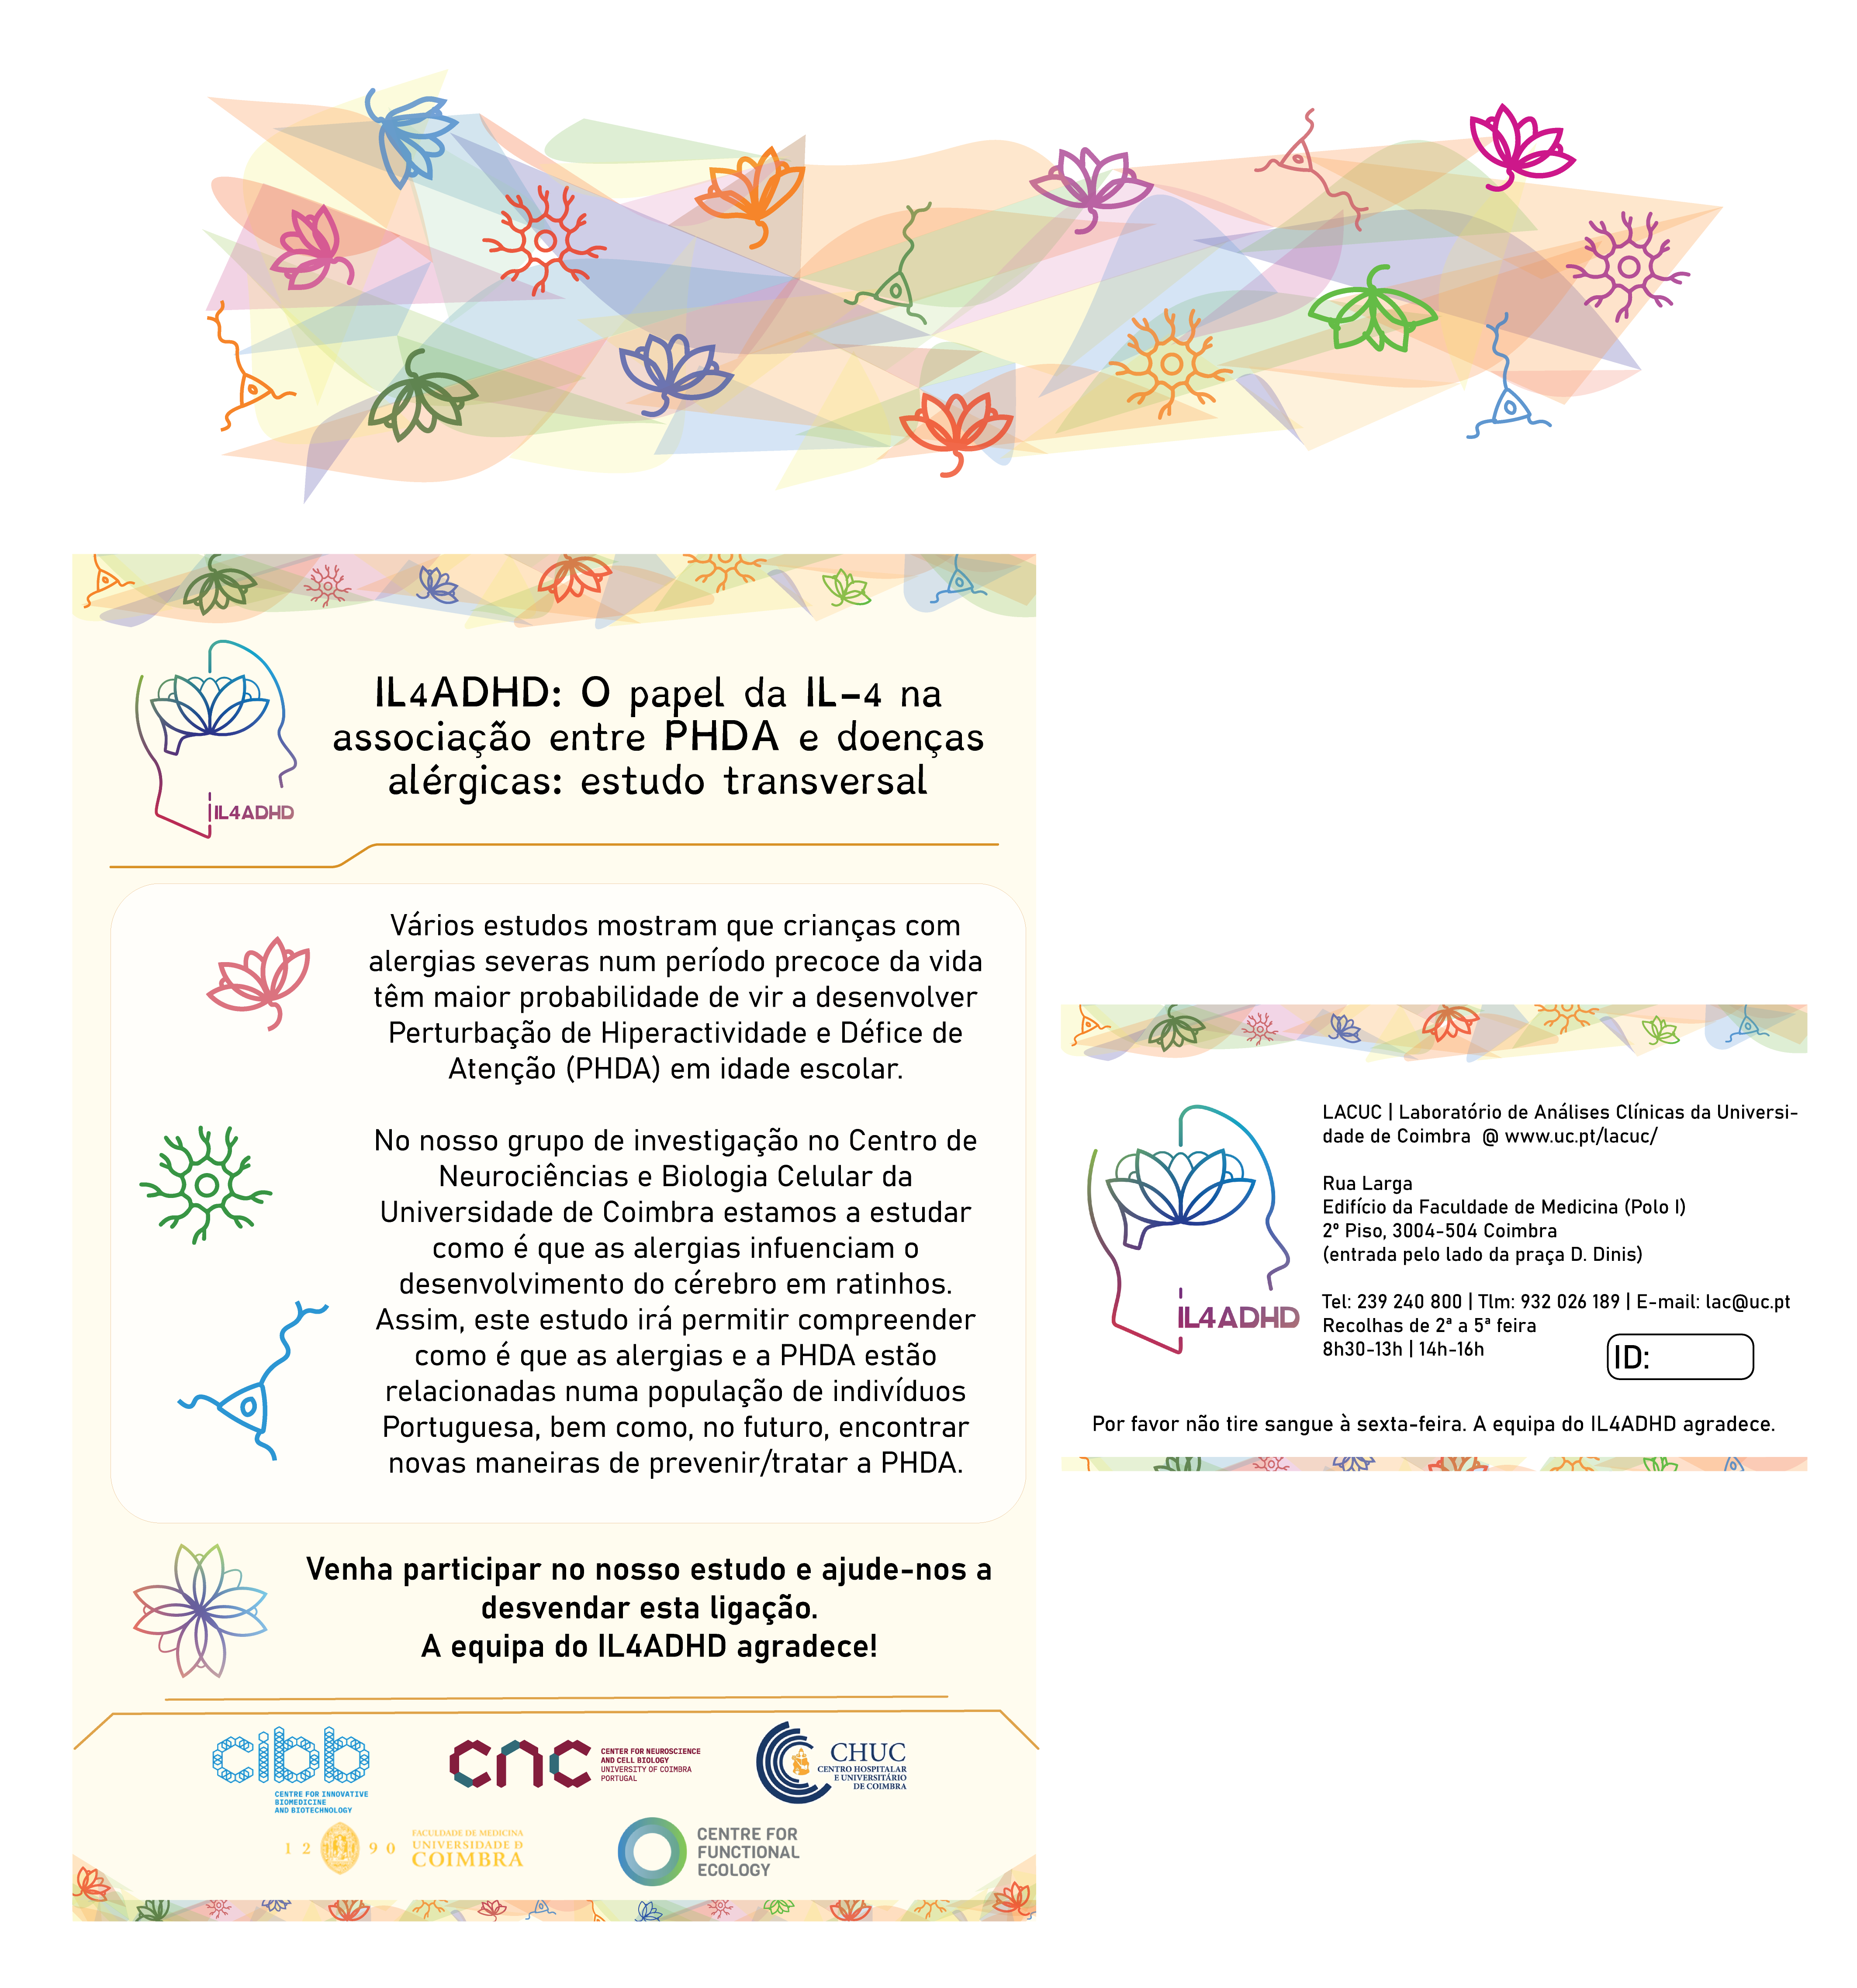 IL4ADHD: O papel da IL-4 na
associação entre PHDA e doenças
alérgicas: estudo transversal
IL4ADHD
Vários estudos mostram que crianças com
alergias severas num período precoce da vida
têm maior probabilidade de vir a desenvolver
Perturbação de Hiperactividade e Défice de
Atenção (PHDA) em idade escolar.
No nosso grupo de investigação no Centro de
Neurociências e Biologia Celular da
Universidade de Coimbra estamos a estudar
como é que as alergias infuenciam o
desenvolvimento do cérebro em ratinhos.
Assim, este estudo irá permitir compreender
como é que as alergias e a PHDA estão
relacionadas numa população de indivíduos
Portuguesa, bem como, no futuro, encontrar
novas maneiras de prevenir/tratar a PHDA.
Venha participar no nosso estudo e ajude-nos a
desvendar esta ligação.
A equipa do IL4ADHD agradece!
cibb
CENTRE FOR INNOVATIVE
BIOMEDICINE
AND BIOTECHNOLOGY
cnc
CENTER FOR NEUROSCIENCE
AND CELL BIOLOGY
UNIVERSITY OF COIMBRA
PORTUGAL
CHUC
CENTRO HOSPITALAR
E UNIVERSITÁRIO
DE COIMBRA
12 90
FACULDADE DE MEDICINA
UNIVERSIDADE Ð
COIMBRA
CENTRE FOR
FUNCTIONAL
ECOLOGY
LACUC | Laboratório de Análises Clínicas da Universi-
dade de Coimbra @ www.uc.pt/lacuc/
Rua Larga
Edifício da Faculdade de Medicina (Polo I)
2º Piso, 3004-504 Coimbra
(entrada pelo lado da praça D. Dinis)
Tel: 239 240 800 | Tlm: 932 026 189 | E-mail: lac@uc.pt
Recolhas de 2ª a 5ª feira
8h30-13h | 14h-16h
ID:
IL4ADHD
Por favor não tire sangue à sexta-feira. A equipa do IL4ADHD agradece.